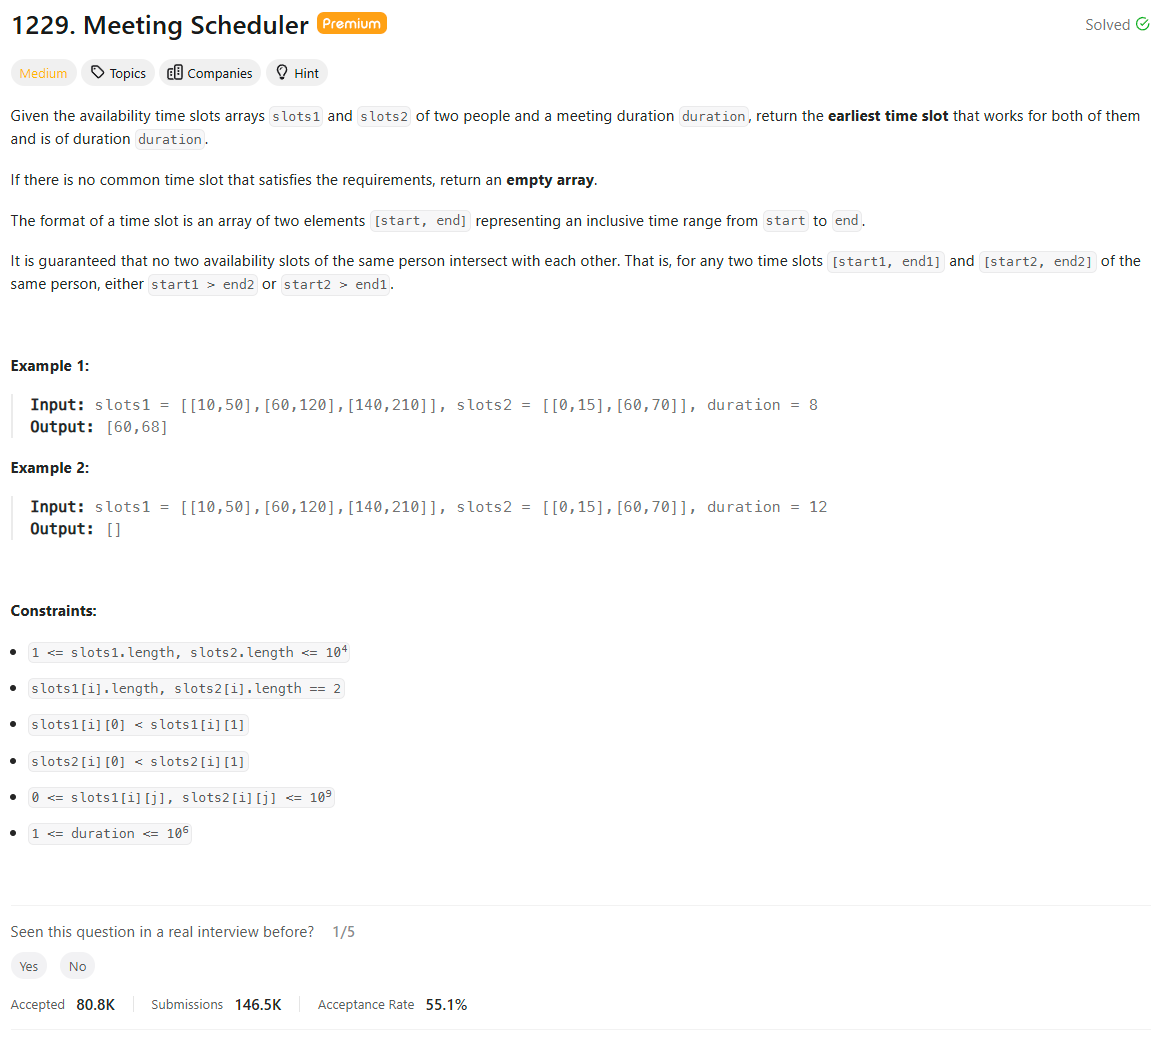 1229. Meeting Scheduler Premium Solved
Medium Topics Companies Hint
Given the availability time slots arrays slots1 and slots2 of two people and a meeting duration duration, return the earliest time slot that works for both of them
and is of duration duration.
If there is no common time slot that satisfies the requirements, return an empty array.
The format of a time slot is an array of two elements [start, end] representing an inclusive time range from start to end.
It is guaranteed that no two availability slots of the same person intersect with each other. That is, for any two time slots [start1, end1] and [start2, end2] of the
same person, either start1 > end2 or start2 > end1.
Example 1:
Input: slots1 = [[10,50],[60,120],[140,210]], slots2 = [[0,15],[60,70]], duration = 8
Output: [60,68]
Example 2:
Input: slots1 = [[10,50],[60,120],[140,210]], slots2 = [[0,15],[60,70]], duration = 12
Output: []
Constraints:
• 1 <= slots1.length, slots2.length <= 10⁴
• slots1[i].length, slots2[i].length == 2
• slots1[i][0] < slots1[i][1]
• slots2[i][0] < slots2[i][1]
• 0 <= slots1[i][j], slots2[i][j] <= 10⁹
• 1 <= duration <= 10⁶
Seen this question in a real interview before? 1/5
Yes No
Accepted 80.8K Submissions 146.5K Acceptance Rate 55.1%